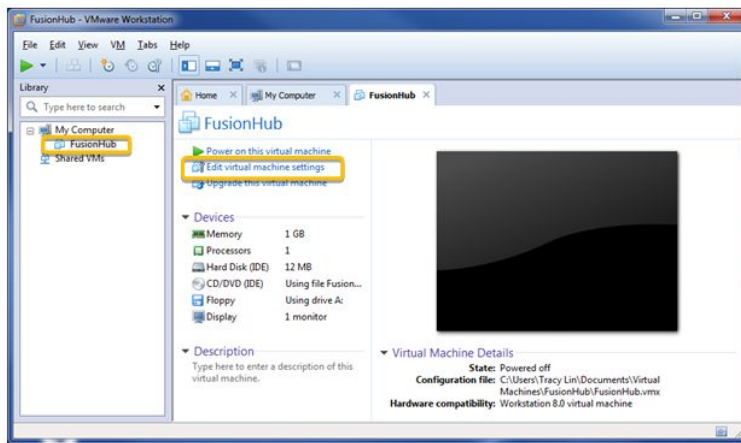 FusionHub - VMware Workstation
File Edit View VM Tabs Help
Library
Type here to search
My Computer
FusionHub
Shared VMs
Home
My Computer
FusionHub
FusionHub
Power on this virtual machine
Edit virtual machine settings
Upgrade this virtual machine
Devices
Memory 1 GB
Processors 1
Hard Disk (IDE) 12 MB
CD/DVD (IDE) Using file Fusion...
Floppy Using drive A:
Display 1 monitor
Description
Type here to enter a description of this
virtual machine.
Virtual Machine Details
State: Powered off
Configuration file: C:\Users\Tracy Lin\Documents\Virtual
Machines\FusionHub\FusionHub.vmx
Hardware compatibility: Workstation 8.0 virtual machine